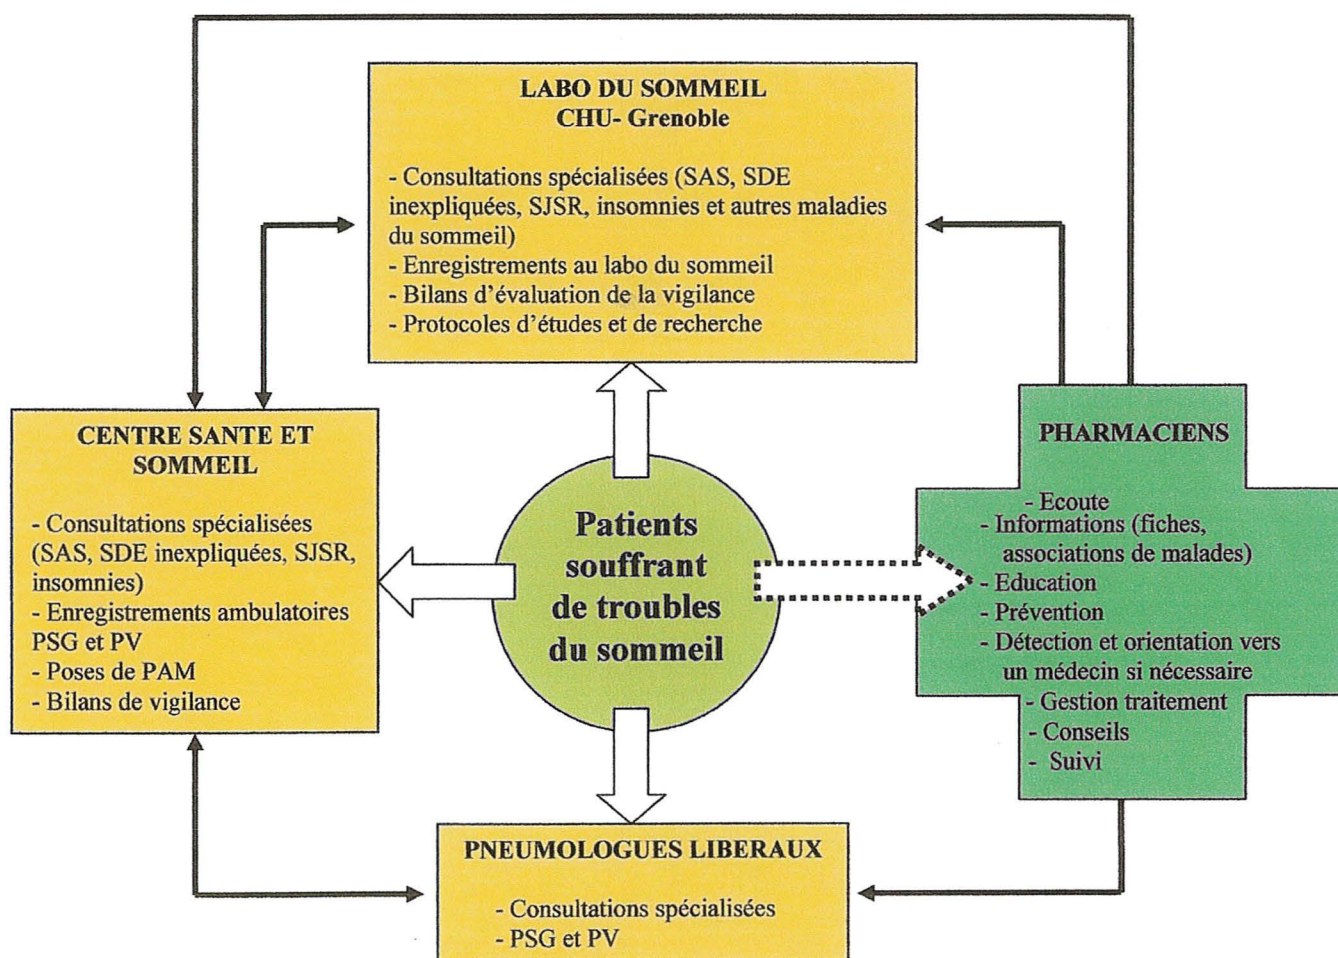 LABO DU SOMMEIL
CHU- Grenoble
- Consultations spécialisées (SAS, SDE
inexpliquées, SJSR, insomnies et autres maladies
du sommeil)
- Enregistrements au labo du sommeil
- Bilans d'évaluation de la vigilance
- Protocoles d'études et de recherche
CENTRE SANTE ET
SOMMEIL
- Consultations spécialisées
(SAS, SDE inexpliquées, SJSR,
insomnies)
- Enregistrements ambulatoires
PSG et PV
- Poses de PAM
- Bilans de vigilance
Patients
souffrant
de troubles
du sommeil
PHARMACIENS
- Ecoute
- Informations (fiches,
associations de malades)
- Education
- Prévention
- Détection et orientation vers
un médecin si nécessaire
- Gestion traitement
- Conseils
- Suivi
PNEUMOLOGUES LIBERAUX
- Consultations spécialisées
- PSG et PV